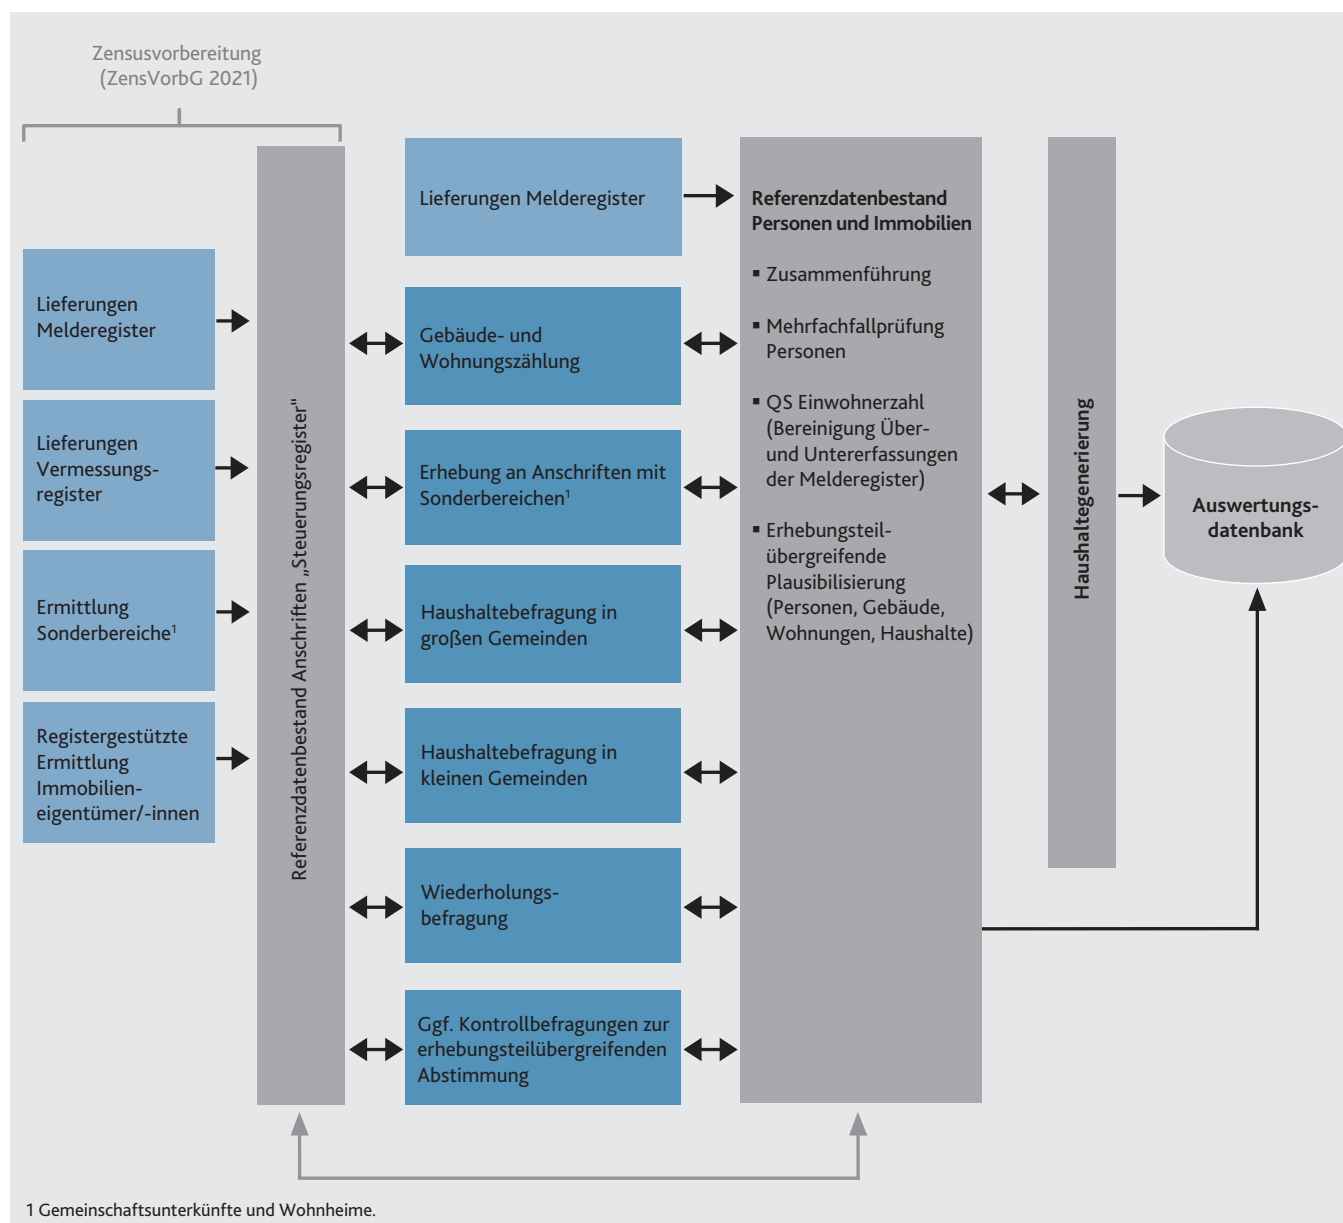 Zensusvorbereitung
(ZensVorbG 2021)
Lieferungen
Melderegister
Lieferungen
Vermessungs-
register
Ermittlung
Sonderbereiche¹
Registergestützte
Ermittlung
Immobilien-
eigentümer/-innen
Referenzdatenbestand Anschriften „Steuerungsregister“
Lieferungen Melderegister
Gebäude- und
Wohnungszählung
Erhebung an Anschriften mit
Sonderbereichen¹
Haushaltebefragung in
großen Gemeinden
Haushaltebefragung in
kleinen Gemeinden
Wiederholungs-
befragung
Ggf. Kontrollbefragungen zur
erhebungsteilübergreifenden
Abstimmung
Referenzdatenbestand
Personen und Immobilien
▪ Zusammenführung
▪ Mehrfachfallprüfung
Personen
▪ QS Einwohnerzahl
(Bereinigung Über-
und Untererfassungen
der Melderegister)
▪ Erhebungsteil-
übergreifende
Plausibilisierung
(Personen, Gebäude,
Wohnungen, Haushalte)
Haushaltegenerierung
Auswertungs-
datenbank
1 Gemeinschaftsunterkünfte und Wohnheime.